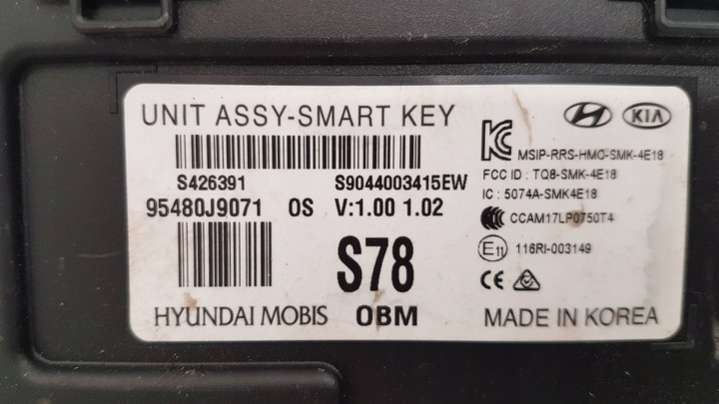 UNIT ASSY-SMART KEY
KIA
MSIP-RRS-HMC-SMK-4E18
S426391 S9044003415EW
FCC ID : TQ8-SMK-4E18
IC : 5074A-SMK4E18
95480J9071 OS V:1.00 1.02
CCAM17LP0750T4
E11 116RI-003149
S78
CE
HYUNDAI MOBIS OBM MADE IN KOREA